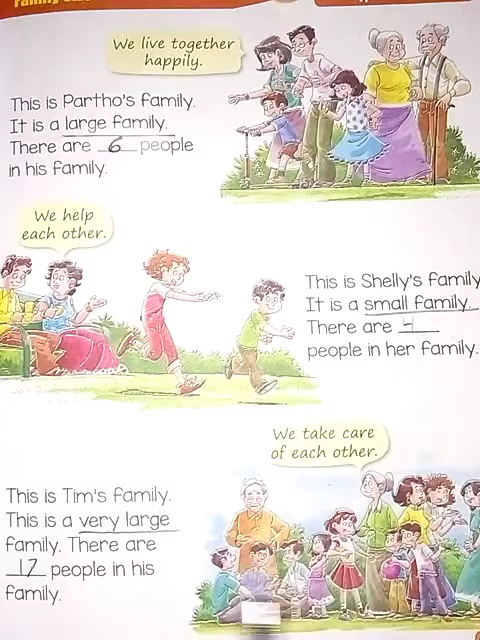 We live together
happily.
This is Partho's family.
It is a large family.
There are 6 people
in his family.
We help
each other.
This is Shelly's family
It is a small family
There are 4
people in her family.
We take care
of each other.
This is Tim's family.
This is a very large
family. There are
12 people in his
family.